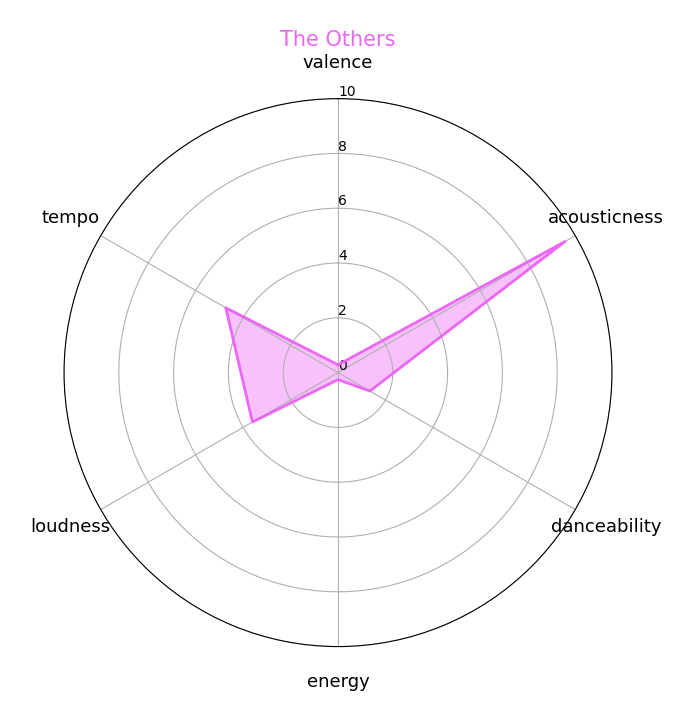 The Others
valence
10
8
tempo
6
acousticness
4
2
0
loudness
danceability
energy